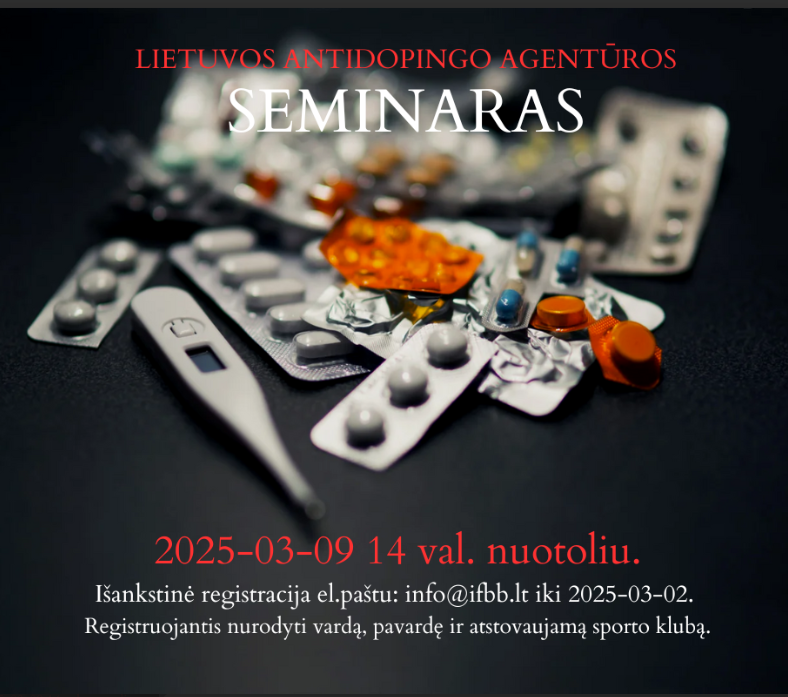 LIETUVOS ANTIDOPINGO AGENTŪROS
SEMINARAS
2025-03-09 14 val. nuotoliu.
Išankstinė registracija el.paštu: info@ifbb.lt iki 2025-03-02.
Registruojantis nurodyti vardą, pavardę ir atstovaujamą sporto klubą.